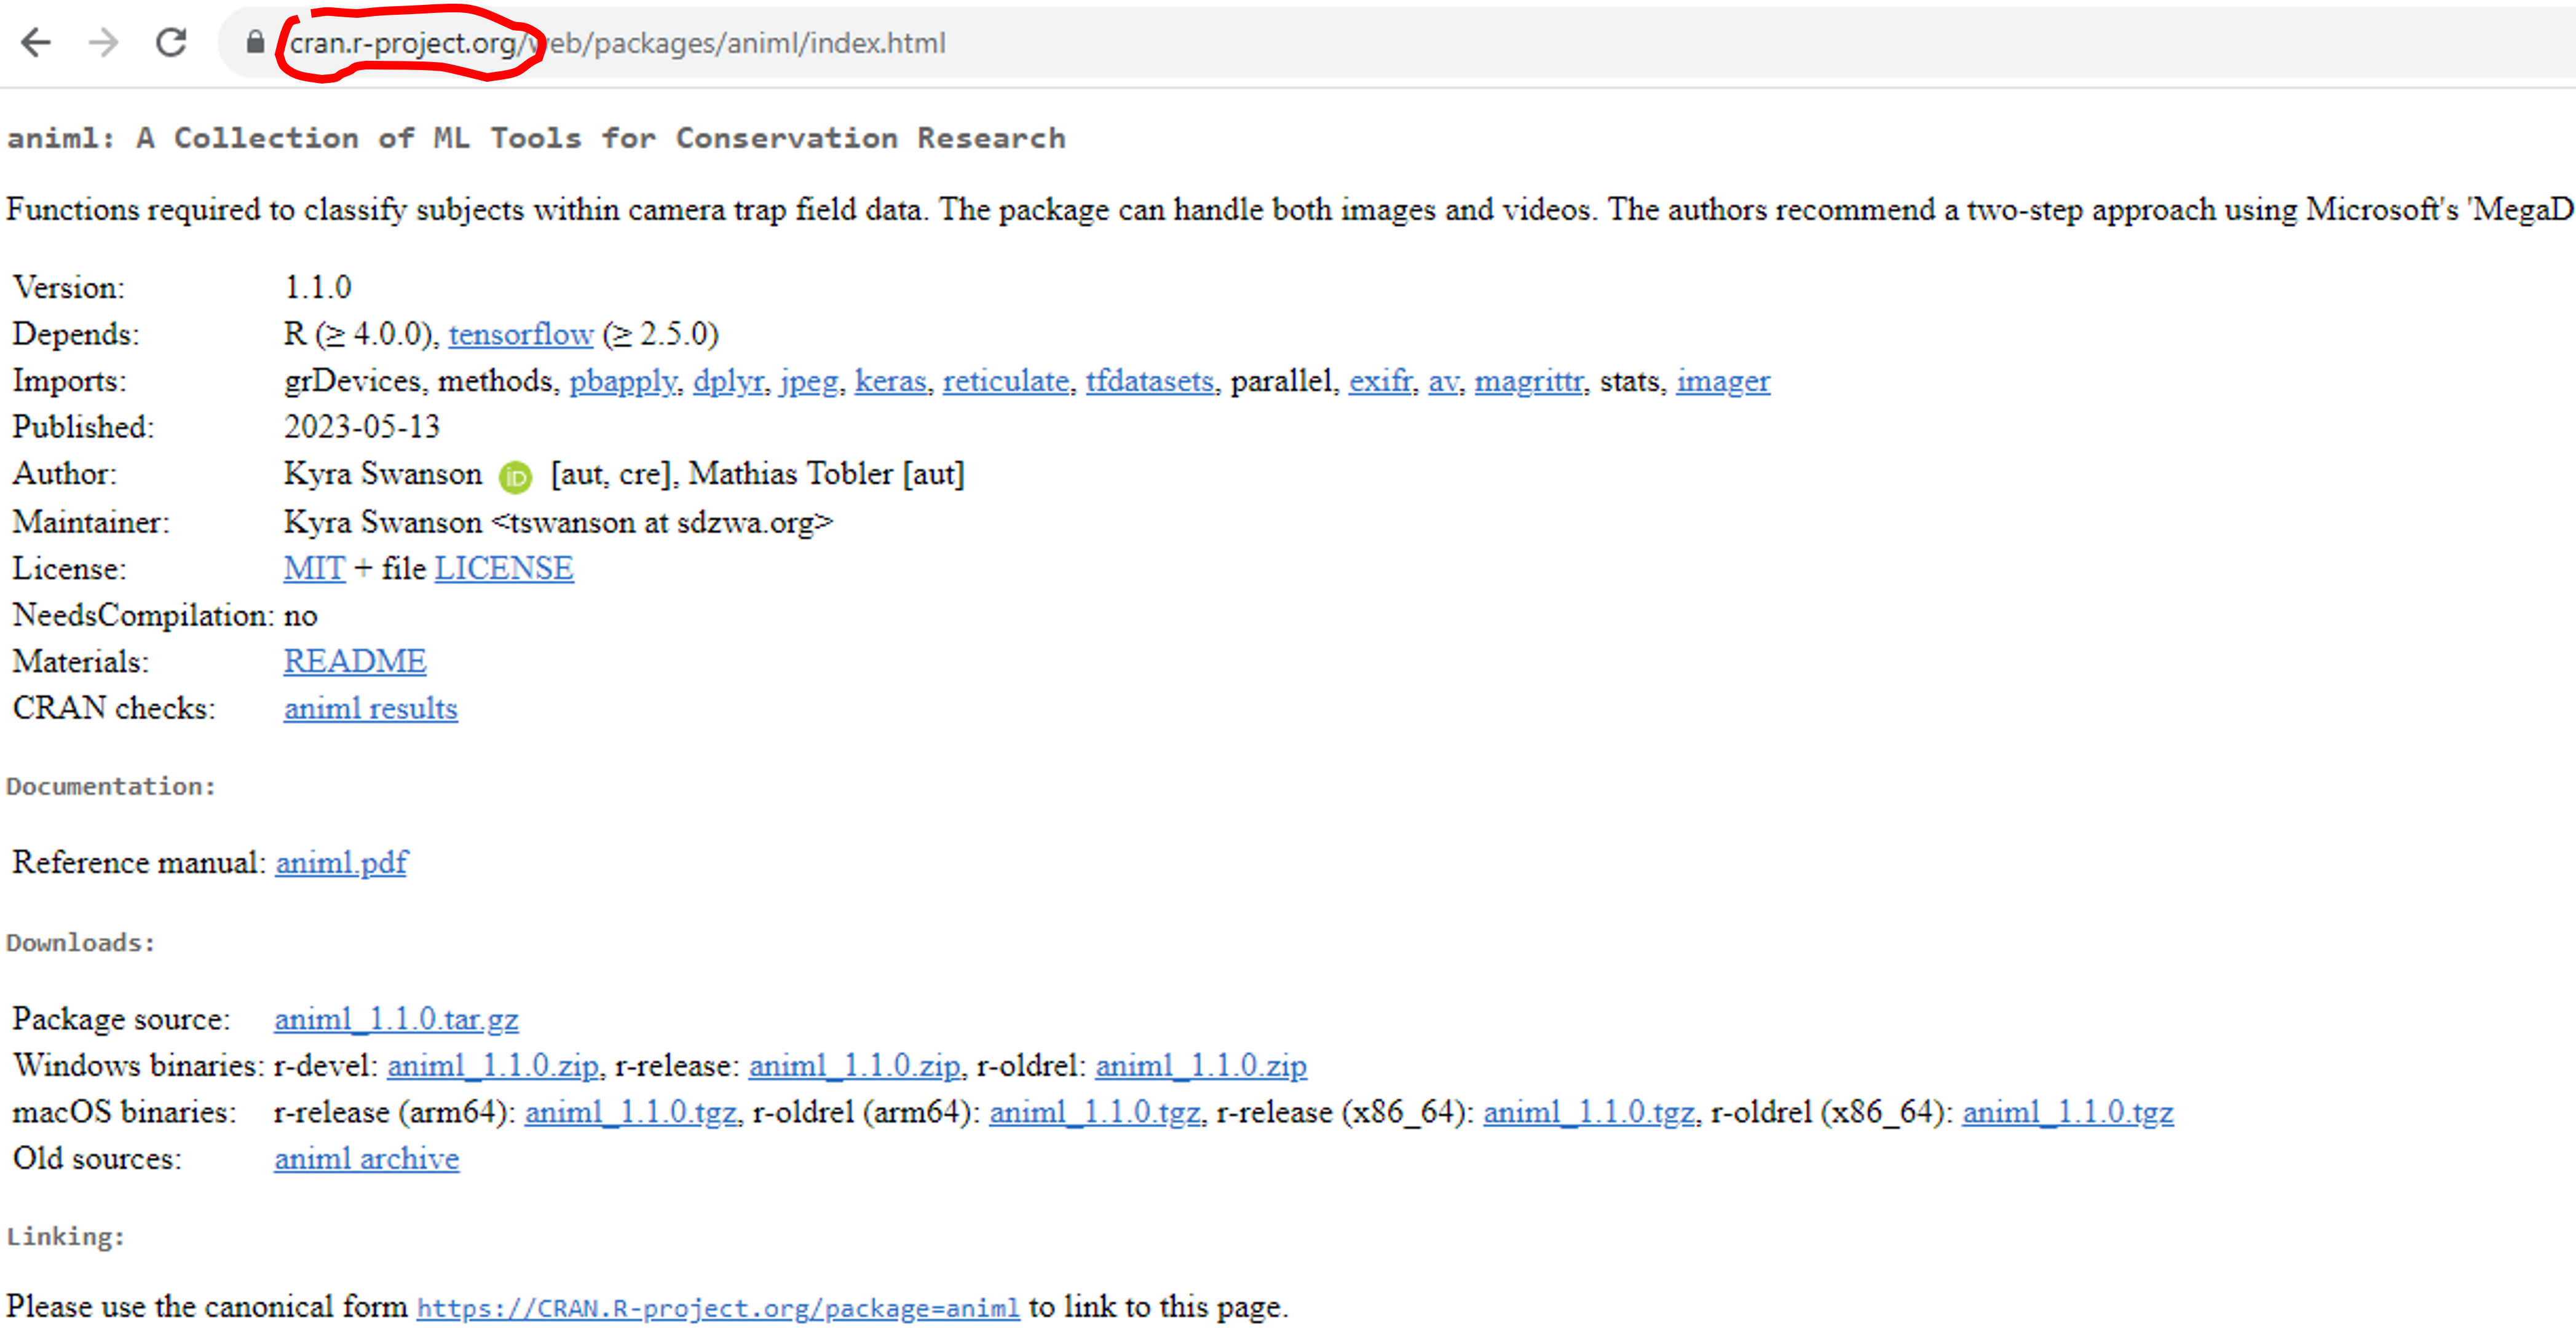 cran.r-project.org/web/packages/animl/index.html
animl: A Collection of ML Tools for Conservation Research
Functions required to classify subjects within camera trap field data. The package can handle both images and videos. The authors recommend a two-step approach using Microsoft's 'MegaD
Version: 1.1.0
Depends: R (≥ 4.0.0), tensorflow (≥ 2.5.0)
Imports: grDevices, methods, pbapply, dplyr, jpeg, keras, reticulate, tfdatasets, parallel, exifr, av, magrittr, stats, imager
Published: 2023-05-13
Author: Kyra Swanson iD [aut, cre], Mathias Tobler [aut]
Maintainer: Kyra Swanson <tswanson at sdzwa.org>
License: MIT + file LICENSE
NeedsCompilation: no
Materials: README
CRAN checks: animl results
Documentation:
Reference manual: animl.pdf
Downloads:
Package source: animl_1.1.0.tar.gz
Windows binaries: r-devel: animl_1.1.0.zip, r-release: animl_1.1.0.zip, r-oldrel: animl_1.1.0.zip
macOS binaries: r-release (arm64): animl_1.1.0.tgz, r-oldrel (arm64): animl_1.1.0.tgz, r-release (x86_64): animl_1.1.0.tgz, r-oldrel (x86_64): animl_1.1.0.tgz
Old sources: animl archive
Linking:
Please use the canonical form https://CRAN.R-project.org/package=animl to link to this page.